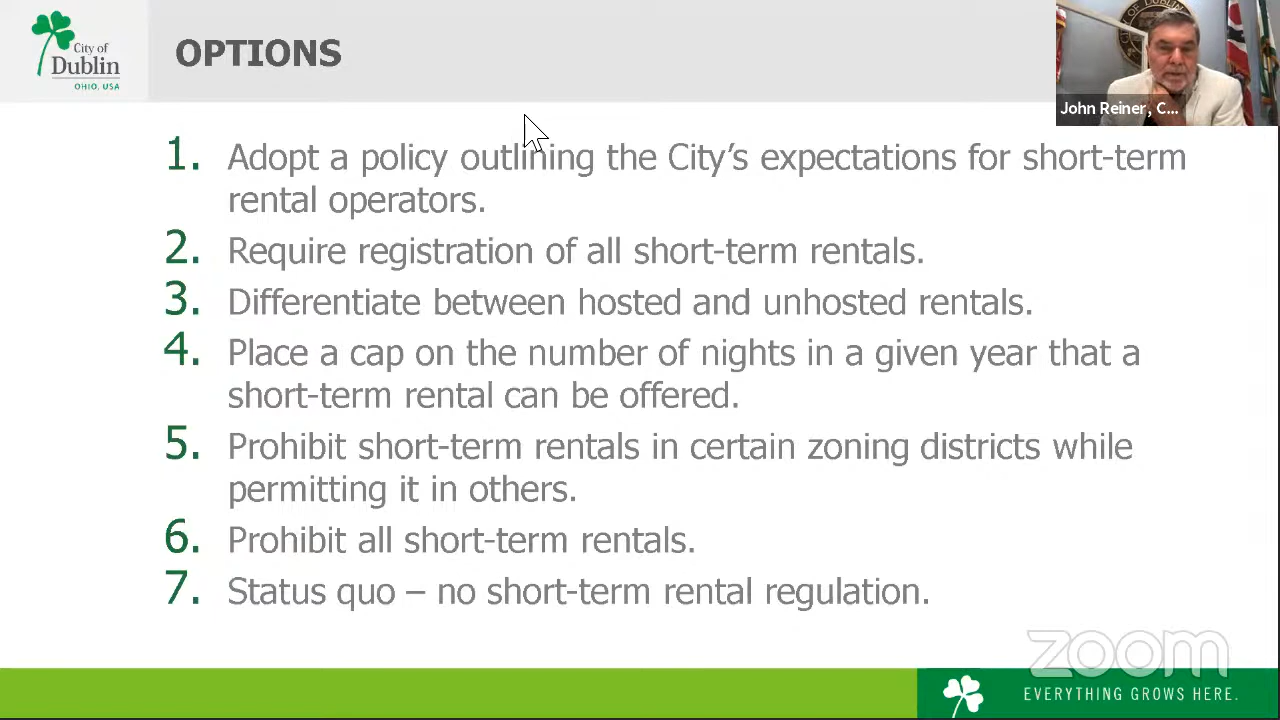 City of
Dublin
OHIO, USA
OPTIONS
John Reiner, C...
1. Adopt a policy outlining the City's expectations for short-term
rental operators.
2. Require registration of all short-term rentals.
3. Differentiate between hosted and unhosted rentals.
4. Place a cap on the number of nights in a given year that a
short-term rental can be offered.
5. Prohibit short-term rentals in certain zoning districts while
permitting it in others.
6. Prohibit all short-term rentals.
7. Status quo – no short-term rental regulation.
zoom
EVERYTHING GROWS HERE.